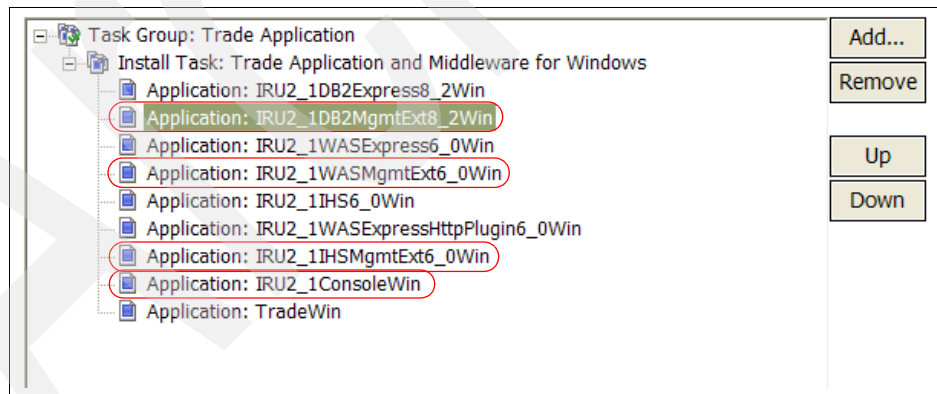 Task Group: Trade Application
Install Task: Trade Application and Middleware for Windows
Application: IRU2_1DB2Express8_2Win
Application: IRU2_1DB2MgmtExt8_2Win
Application: IRU2_1WASExpress6_0Win
Application: IRU2_1WASMgmtExt6_0Win
Application: IRU2_1IHS6_0Win
Application: IRU2_1WASExpressHttpPlugin6_0Win
Application: IRU2_1IHSMgmtExt6_0Win
Application: IRU2_1ConsoleWin
Application: TradeWin
Add...
Remove
Up
Down